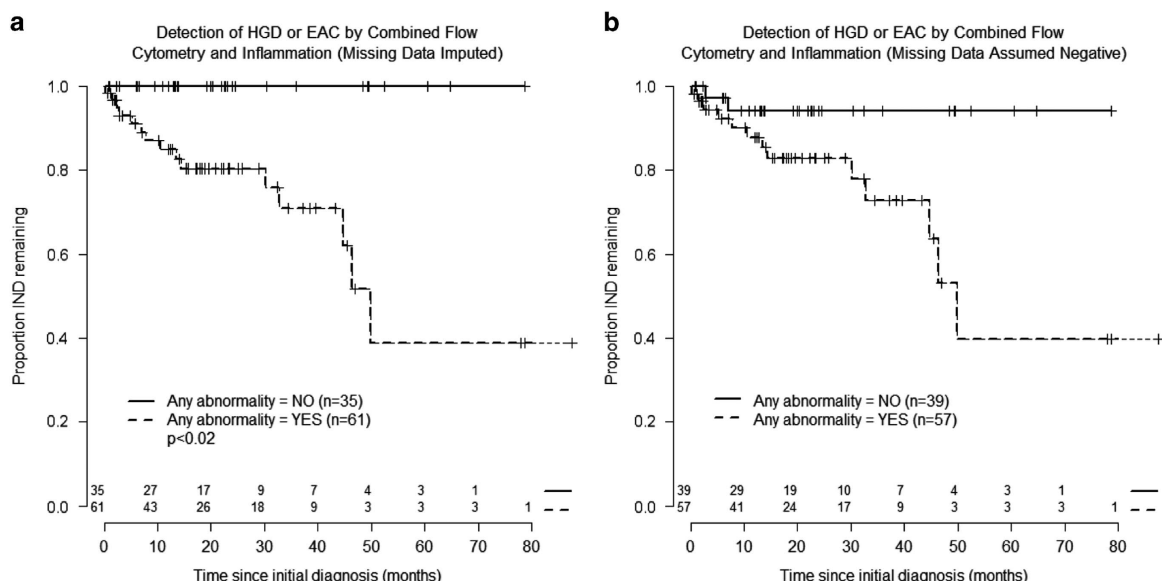 a
Detection of HGD or EAC by Combined Flow
Cytometry and Inflammation (Missing Data Imputed)
1.0
0.8
0.6
0.4
0.2
0.0
Proportion IND remaining
Any abnormality = NO (n=35)
Any abnormality = YES (n=61)
p<0.02
35 27 17 9 7 4 3 1
61 43 26 18 9 3 3 3 1
0 10 20 30 40 50 60 70 80
Time since initial diagnosis (months)
b
Detection of HGD or EAC by Combined Flow
Cytometry and Inflammation (Missing Data Assumed Negative)
1.0
0.8
0.6
0.4
0.2
0.0
Proportion IND remaining
Any abnormality = NO (n=39)
Any abnormality = YES (n=57)
39 29 19 10 7 4 3 1
57 41 24 17 9 3 3 3 1
0 10 20 30 40 50 60 70 80
Time since initial diagnosis (months)